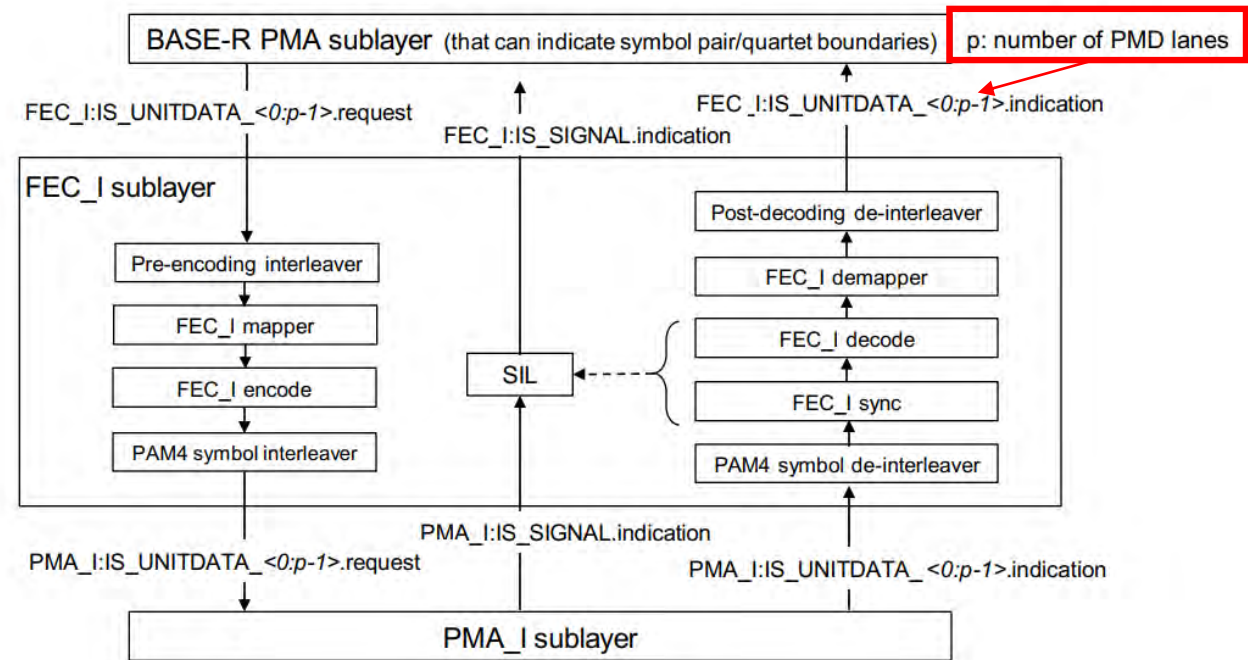 BASE-R PMA sublayer (that can indicate symbol pair/quartet boundaries)
p: number of PMD lanes
FEC_I:IS_UNITDATA_<0:p-1>.request
FEC_I:IS_SIGNAL.indication
FEC_I:IS_UNITDATA_<0:p-1>.indication
FEC_I sublayer
Pre-encoding interleaver
FEC_I mapper
FEC_I encode
PAM4 symbol interleaver
SIL
Post-decoding de-interleaver
FEC_I demapper
FEC_I decode
FEC_I sync
PAM4 symbol de-interleaver
PMA_I:IS_UNITDATA_<0:p-1>.request
PMA_I:IS_SIGNAL.indication
PMA_I:IS_UNITDATA_<0:p-1>.indication
PMA_I sublayer